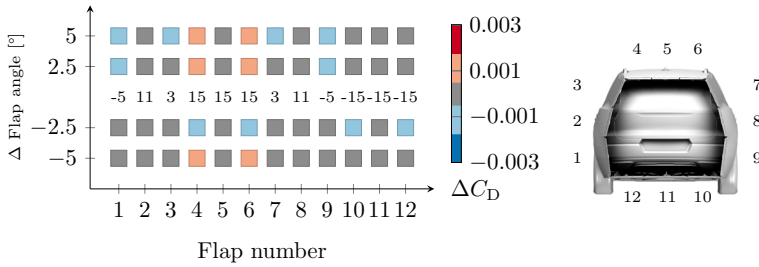 5
2.5
−2.5
−5
Δ Flap angle [°]
-5 11 3 15 15 15 3 11 -5 -15 -15 -15
1 2 3 4 5 6 7 8 9 10 11 12
Flap number
0.003
0.001
−0.001
−0.003
ΔC_D
4 5 6
3 7
2 8
1 9
12 11 10